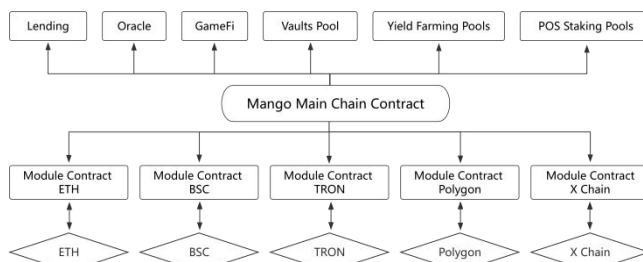 Lending
Oracle
GameFi
Vaults Pool
Yield Farming Pools
POS Staking Pools
Mango Main Chain Contract
Module Contract
ETH
Module Contract
BSC
Module Contract
TRON
Module Contract
Polygon
Module Contract
X Chain
ETH
BSC
TRON
Polygon
X Chain